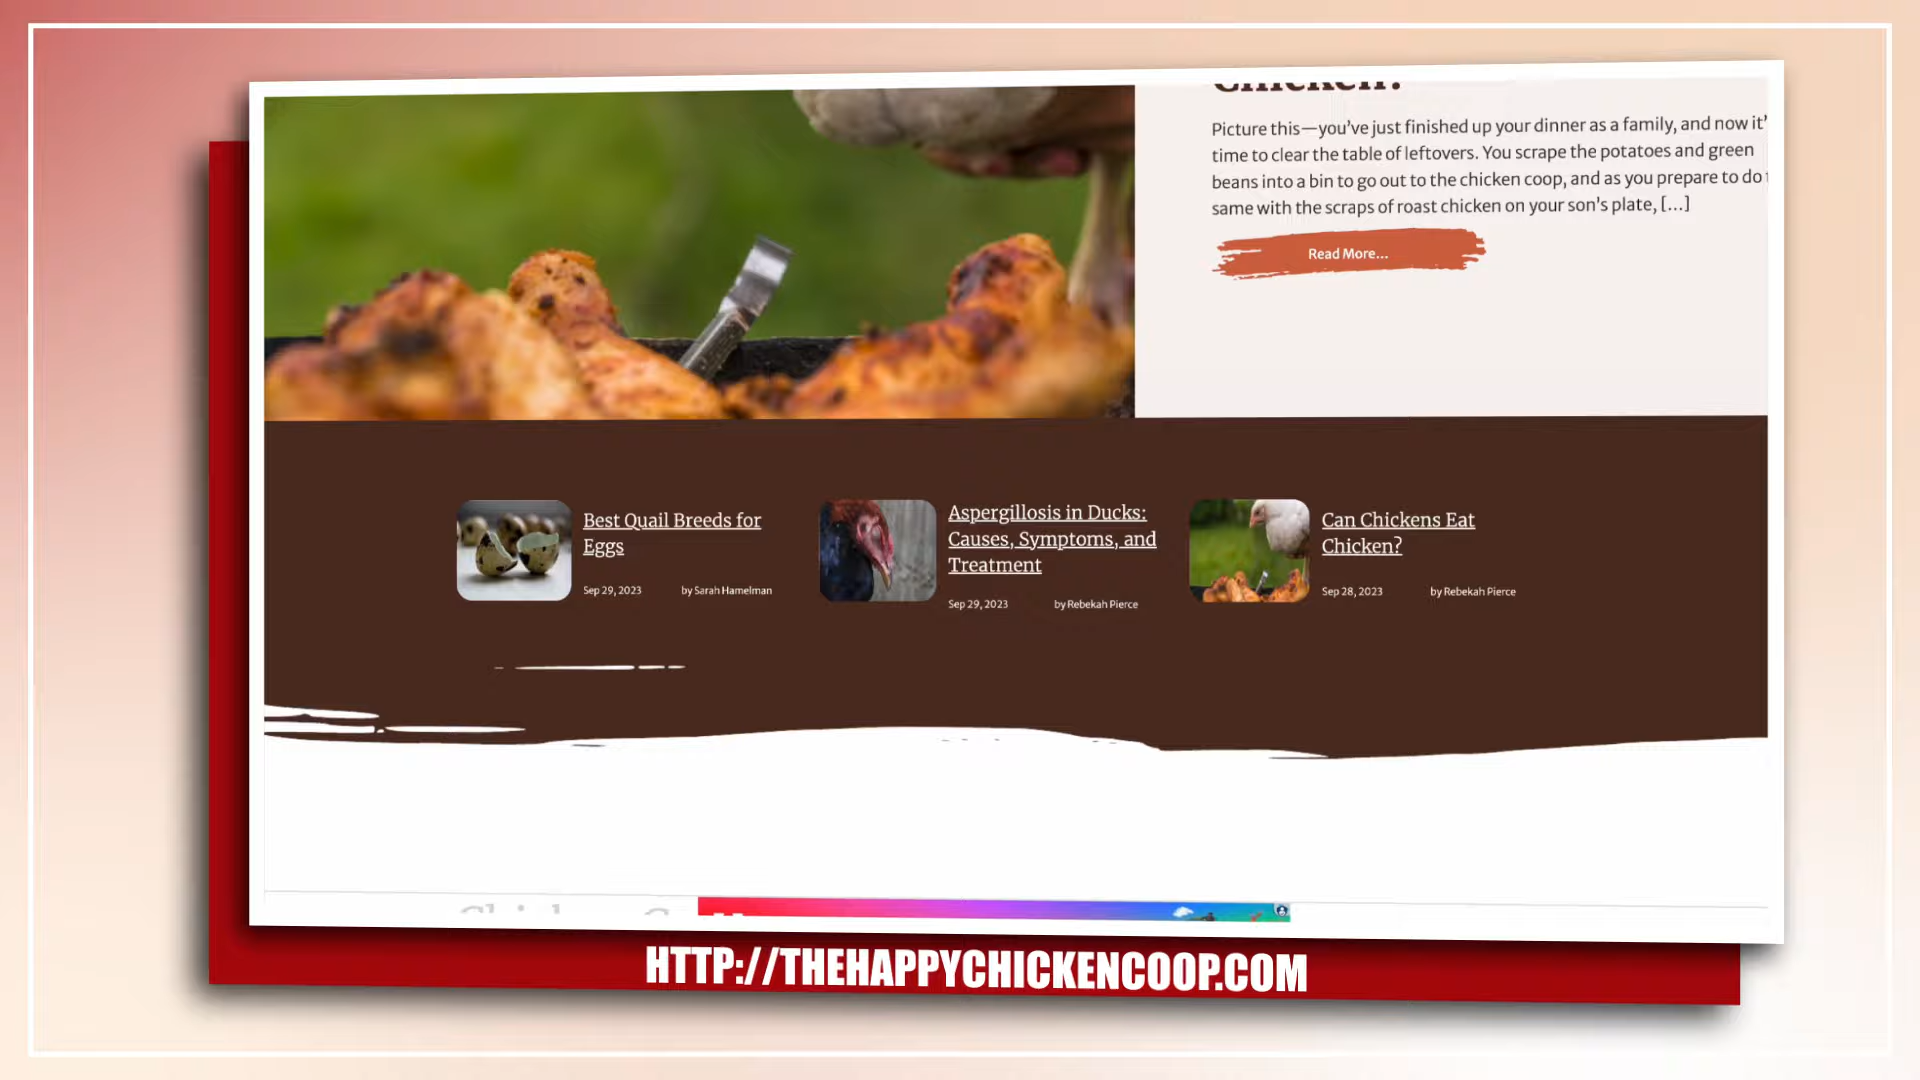 Chicken?
Picture this—you've just finished up your dinner as a family, and now it'
time to clear the table of leftovers. You scrape the potatoes and green
beans into a bin to go out to the chicken coop, and as you prepare to do
same with the scraps of roast chicken on your son's plate, [...]
Read More...
Best Quail Breeds for
Eggs
Sep 29, 2023 by Sarah Hamelman
Aspergillosis in Ducks:
Causes, Symptoms, and
Treatment
Sep 29, 2023 by Rebekah Pierce
Can Chickens Eat
Chicken?
Sep 28, 2023 by Rebekah Pierce
HTTP://THEHAPPYCHICKENCOOP.COM